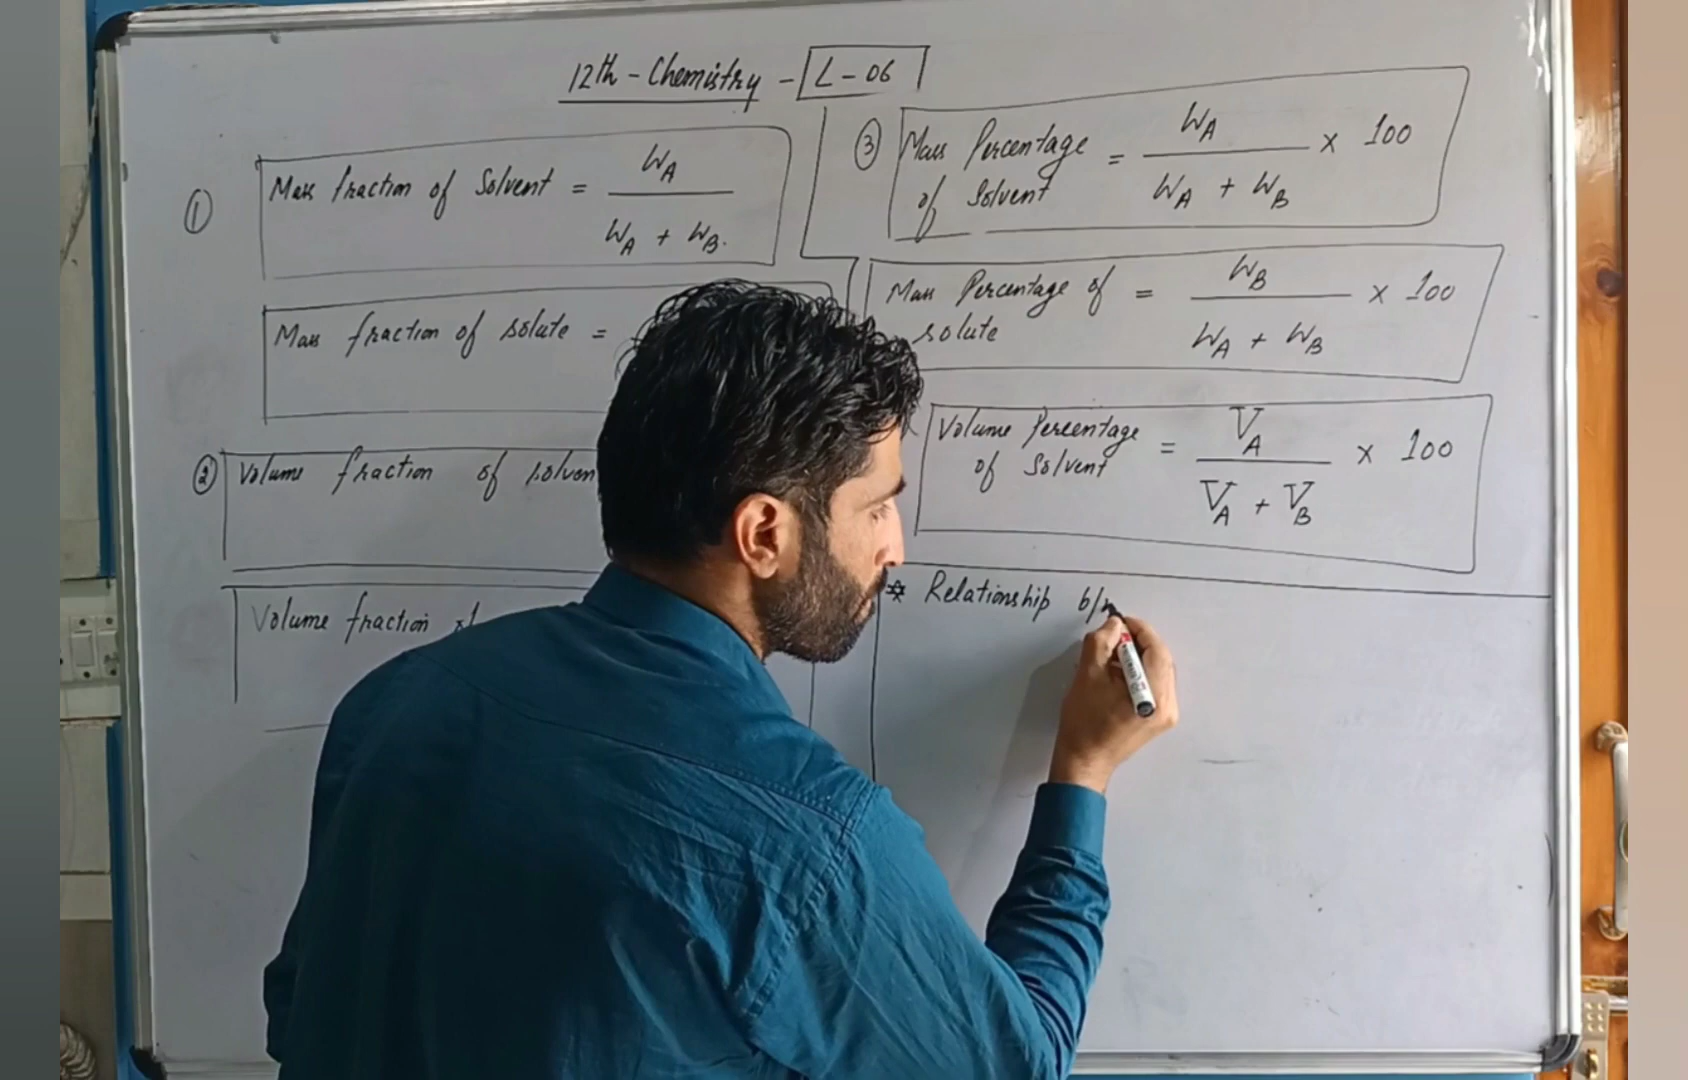 12th - Chemistry - L - 06
①
Mass fraction of Solvent = W_A / W_A + W_B.
Mass fraction of solute =
② Volume fraction of solven
Volume fraction of
③ Mass Percentage of Solvent = W_A / W_A + W_B × 100
Mass Percentage of solute = W_B / W_A + W_B × 100
Volume Percentage of Solvent = V_A / V_A + V_B × 100
* Relationship b/n